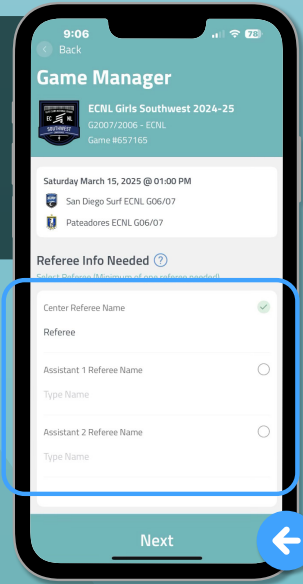 9:06
78
Back
Game Manager
ECNL Girls Southwest 2024-25
G2007/2006 - ECNL
Game #657165
EC NL
SOUTHWEST
Saturday March 15, 2025 @ 01:00 PM
San Diego Surf ECNL G06/07
Pateadores ECNL G06/07
Referee Info Needed ?
Select Referee (Minimum of one referee needed)
Center Referee Name
Referee
Assistant 1 Referee Name
Type Name
Assistant 2 Referee Name
Type Name
Next